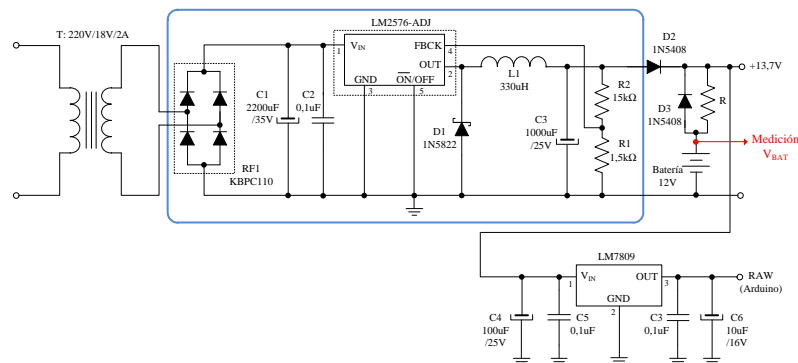 T: 220V/18V/2A
LM2576-ADJ
VIN
FBCK
OUT
GND
ON/OFF
1
4
2
3
5
C1
2200uF
/35V
C2
0,1uF
RF1
KBPC110
D1
1N5822
L1
330uH
C3
1000uF
/25V
R2
15kΩ
R1
1,5kΩ
D2
1N5408
+13,7V
D3
1N5408
R
Medición
VBAT
Batería
12V
LM7809
VIN
OUT
GND
1
3
2
RAW
(Arduino)
C4
100uF
/25V
C5
0,1uF
C3
0,1uF
C6
10uF
/16V